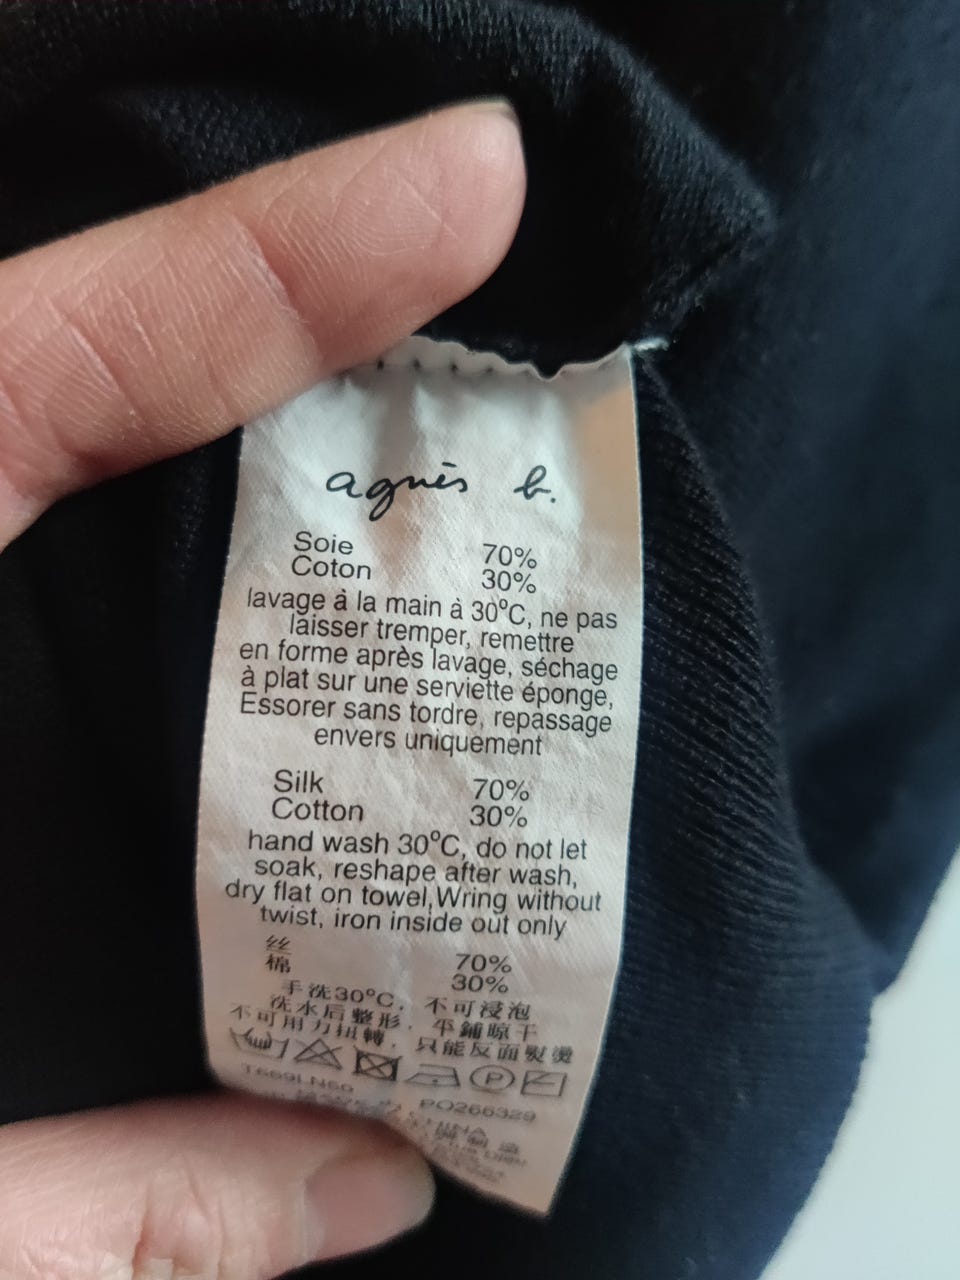 agnès b.
Soie 70%
Coton 30%
lavage à la main à 30°C, ne pas
laisser tremper, remettre
en forme après lavage, séchage
à plat sur une serviette éponge,
Essorer sans tordre, repassage
envers uniquement
Silk 70%
Cotton 30%
hand wash 30°C, do not let
soak, reshape after wash,
dry flat on towel,Wring without
twist, iron inside out only
丝 70%
棉 30%
手洗30°C, 不可浸泡
洗水后整形, 平鋪晾干
不可用力扭轉, 只能反面熨燙
P
PO266329
CHINA